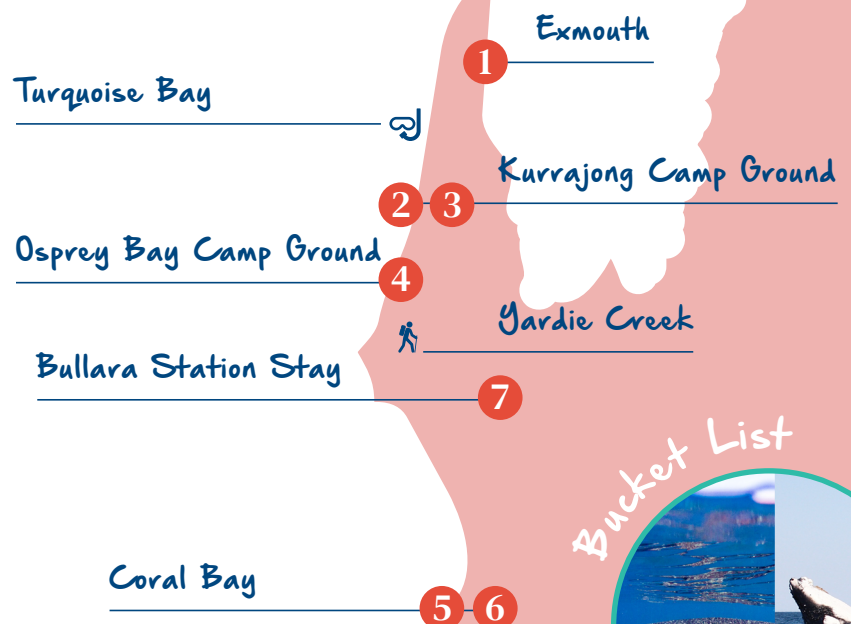 Exmouth
1
Turquoise Bay
Kurrajong Camp Ground
2 3
Osprey Bay Camp Ground
4
Yardie Creek
Bullara Station Stay
7
Bucket List
Coral Bay
5 6